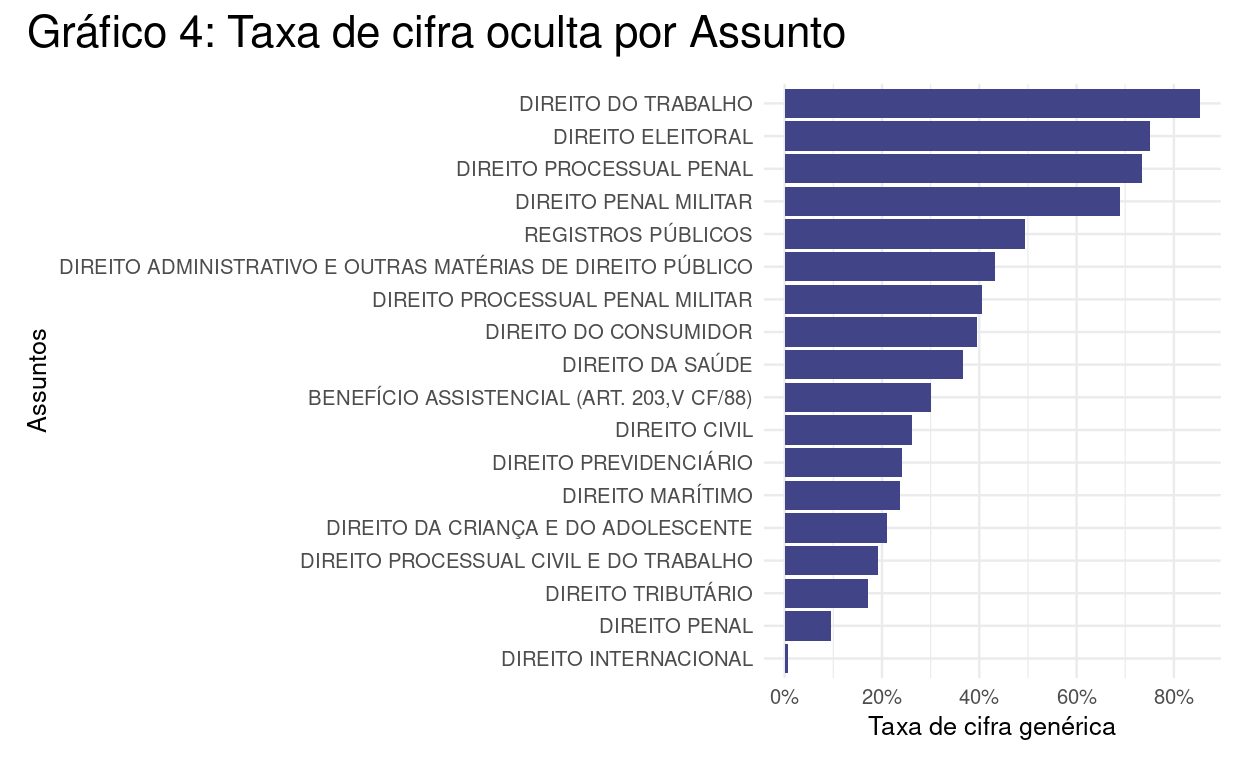 Gráfico 4: Taxa de cifra oculta por Assunto
Assuntos
DIREITO DO TRABALHO
DIREITO ELEITORAL
DIREITO PROCESSUAL PENAL
DIREITO PENAL MILITAR
REGISTROS PÚBLICOS
DIREITO ADMINISTRATIVO E OUTRAS MATÉRIAS DE DIREITO PÚBLICO
DIREITO PROCESSUAL PENAL MILITAR
DIREITO DO CONSUMIDOR
DIREITO DA SAÚDE
BENEFÍCIO ASSISTENCIAL (ART. 203,V CF/88)
DIREITO CIVIL
DIREITO PREVIDENCIÁRIO
DIREITO MARÍTIMO
DIREITO DA CRIANÇA E DO ADOLESCENTE
DIREITO PROCESSUAL CIVIL E DO TRABALHO
DIREITO TRIBUTÁRIO
DIREITO PENAL
DIREITO INTERNACIONAL
0% 20% 40% 60% 80%
Taxa de cifra genérica